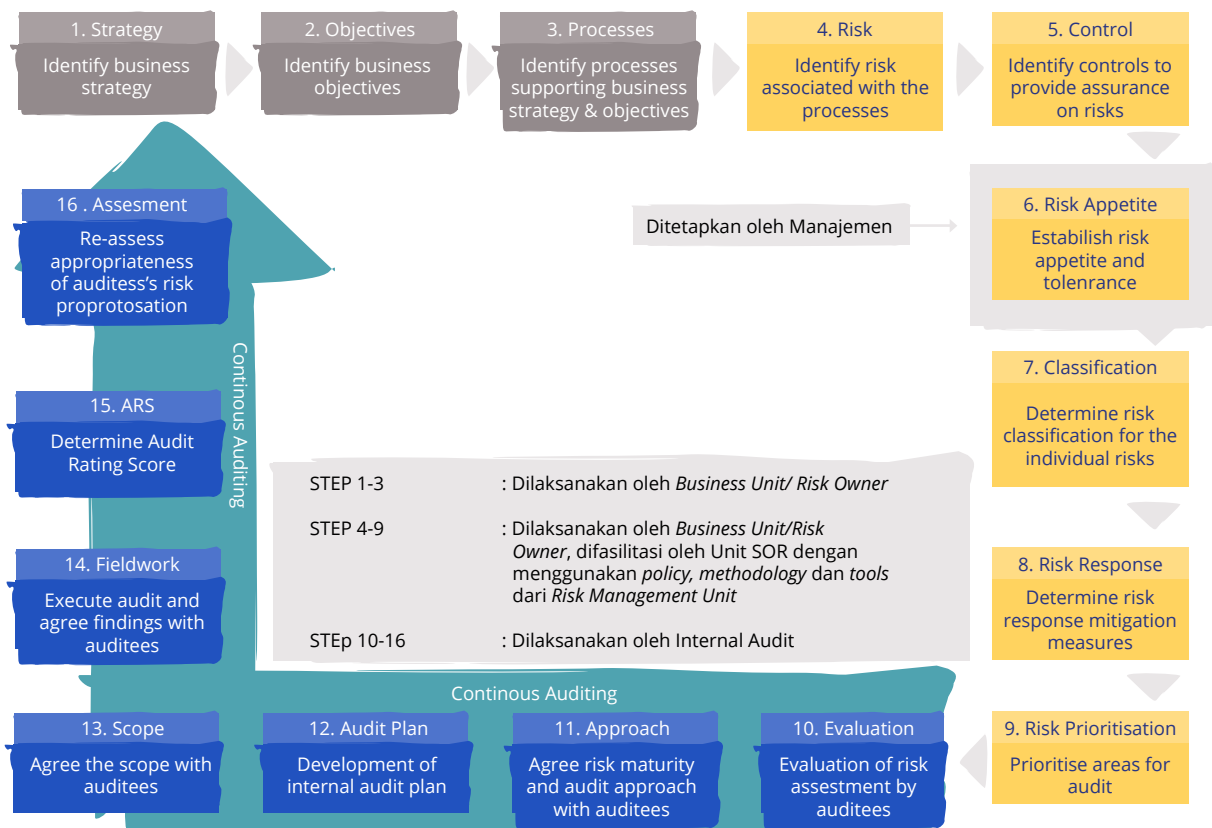 1. Strategy
Identify business
strategy
2. Objectives
Identify business
objectives
3. Processes
Identify processes
supporting business
strategy & objectives
4. Risk
Identify risk
associated with the
processes
5. Control
Identify controls to
provide assurance
on risks
Ditetapkan oleh Manajemen
6. Risk Appetite
Estabilish risk
appetite and
tolenrance
7. Classification
Determine risk
classification for the
individual risks
8. Risk Response
Determine risk
response mitigation
measures
9. Risk Prioritisation
Prioritise areas for
audit
10. Evaluation
Evaluation of risk
assestment by
auditees
11. Approach
Agree risk maturity
and audit approach
with auditees
12. Audit Plan
Development of
internal audit plan
13. Scope
Agree the scope with
auditees
14. Fieldwork
Execute audit and
agree findings with
auditees
15. ARS
Determine Audit
Rating Score
16 . Assesment
Re-assess
appropriateness
of auditess's risk
proprotosation
Continous Auditing
Continous Auditing
STEP 1-3 : Dilaksanakan oleh Business Unit/ Risk Owner
STEP 4-9 : Dilaksanakan oleh Business Unit/Risk
Owner, difasilitasi oleh Unit SOR dengan
menggunakan policy, methodology dan tools
dari Risk Management Unit
STEp 10-16 : Dilaksanakan oleh Internal Audit